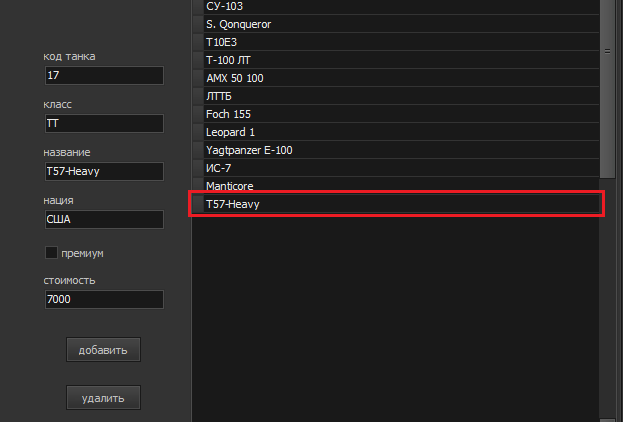 код танка
17
класс
ТТ
название
T57-Heavy
нация
США
премиум
стоимость
7000
добавить
удалить
СУ-103
S. Qonqueror
T10E3
Т-100 ЛТ
AMX 50 100
ЛТТБ
Foch 155
Leopard 1
Yagtpanzer E-100
ИС-7
Manticore
T57-Heavy